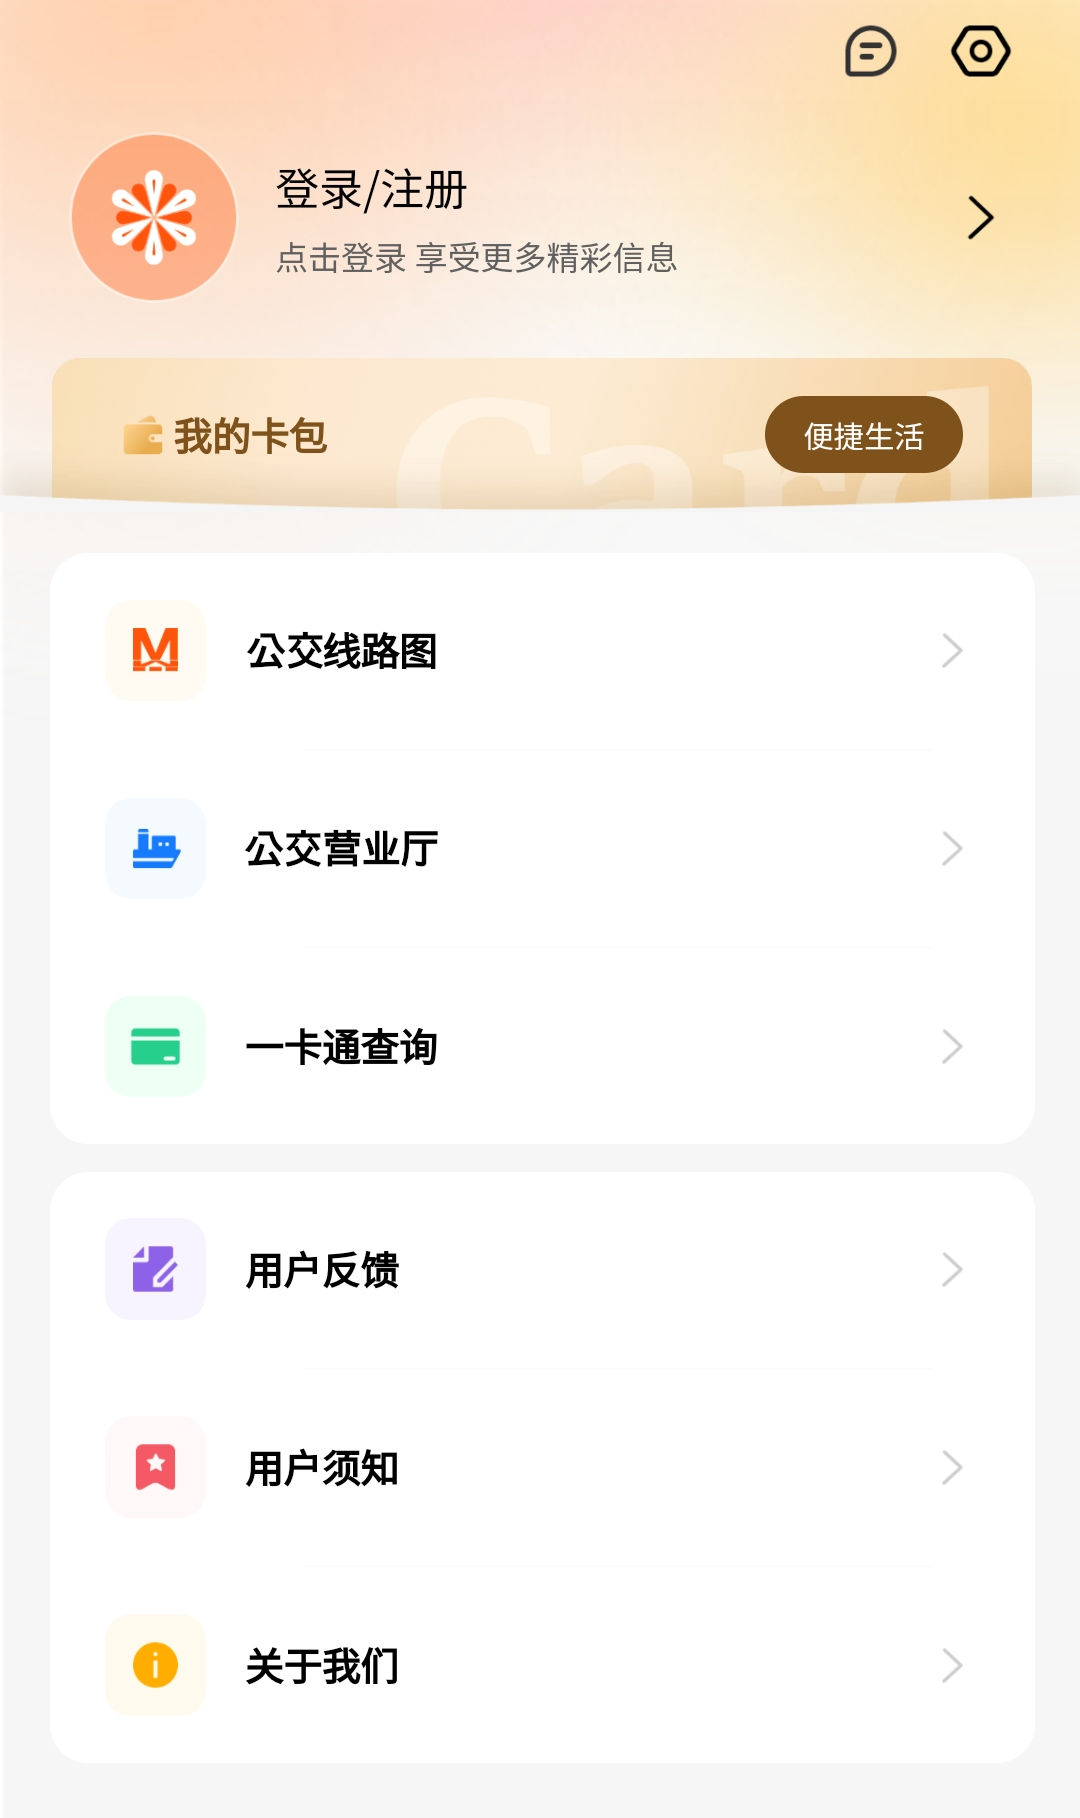 登录/注册
点击登录 享受更多精彩信息
Card
我的卡包
便捷生活
公交线路图
公交营业厅
一卡通查询
用户反馈
用户须知
关于我们